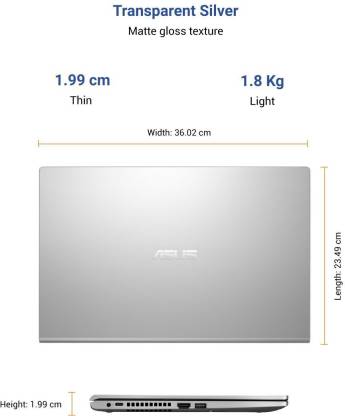 Transparent Silver
Matte gloss texture
1.99 cm
1.8 Kg
Thin
Light
Width: 36.02 cm
ASUS
Length: 23.49 cm
Height: 1.99 cm